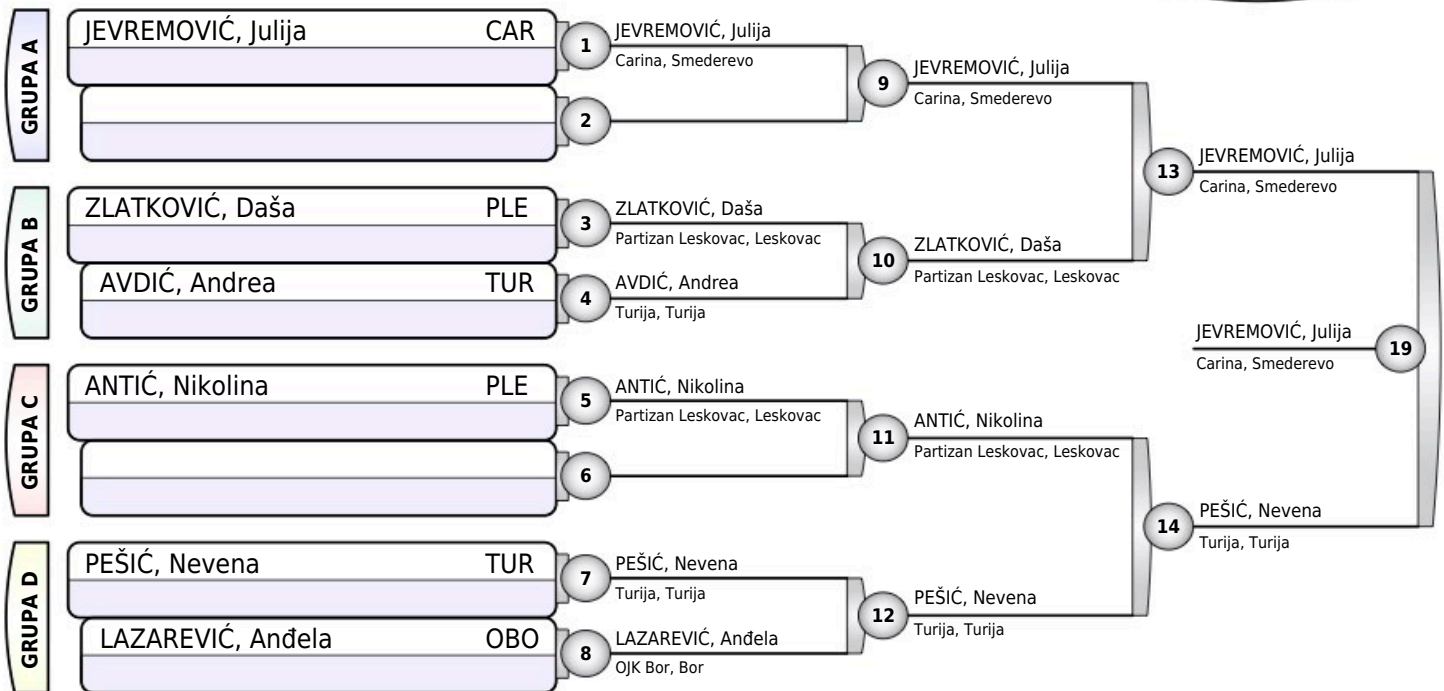 GRUPA A
JEVREMOVIĆ, Julija CAR
1
JEVREMOVIĆ, Julija
Carina, Smederevo
2
9
JEVREMOVIĆ, Julija
Carina, Smederevo
GRUPA B
ZLATKOVIĆ, Daša PLE
3
ZLATKOVIĆ, Daša
Partizan Leskovac, Leskovac
AVDIĆ, Andrea TUR
4
AVDIĆ, Andrea
Turija, Turija
10
ZLATKOVIĆ, Daša
Partizan Leskovac, Leskovac
13
JEVREMOVIĆ, Julija
Carina, Smederevo
GRUPA C
ANTIĆ, Nikolina PLE
5
ANTIĆ, Nikolina
Partizan Leskovac, Leskovac
6
11
ANTIĆ, Nikolina
Partizan Leskovac, Leskovac
GRUPA D
PEŠIĆ, Nevena TUR
7
PEŠIĆ, Nevena
Turija, Turija
LAZAREVIĆ, Anđela OBO
8
LAZAREVIĆ, Anđela
OJK Bor, Bor
12
PEŠIĆ, Nevena
Turija, Turija
14
PEŠIĆ, Nevena
Turija, Turija
JEVREMOVIĆ, Julija
Carina, Smederevo
19